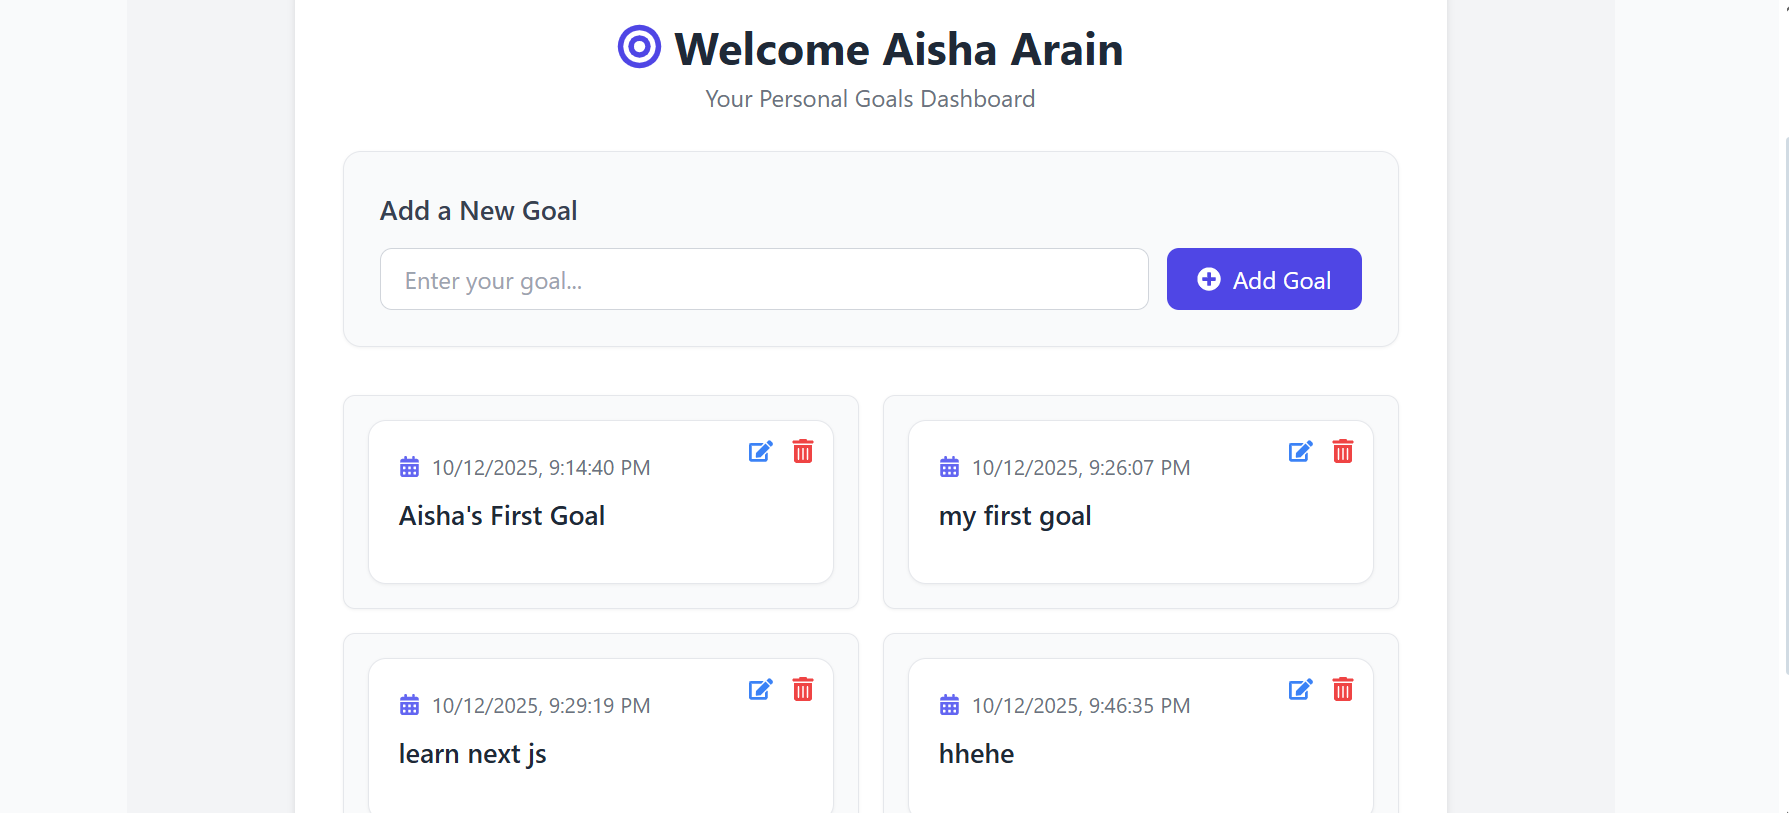 Welcome Aisha Arain
Your Personal Goals Dashboard
Add a New Goal
Enter your goal...
Add Goal
10/12/2025, 9:14:40 PM
Aisha's First Goal
10/12/2025, 9:26:07 PM
my first goal
10/12/2025, 9:29:19 PM
learn next js
10/12/2025, 9:46:35 PM
hhehe